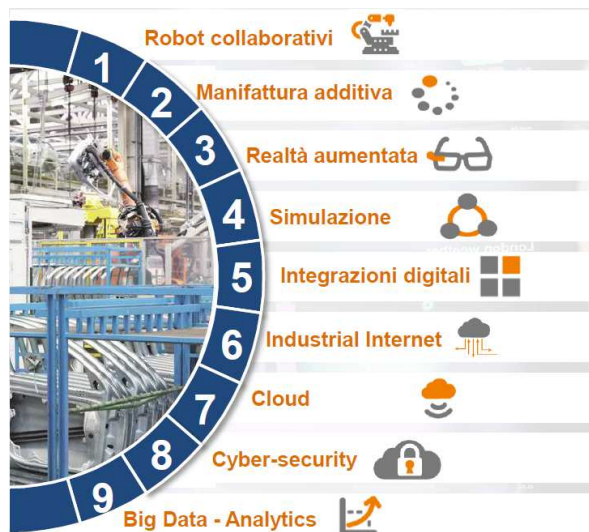 1 Robot collaborativi
2 Manifattura additiva
3 Realtà aumentata
4 Simulazione
5 Integrazioni digitali
6 Industrial Internet
7 Cloud
8 Cyber-security
9 Big Data - Analytics